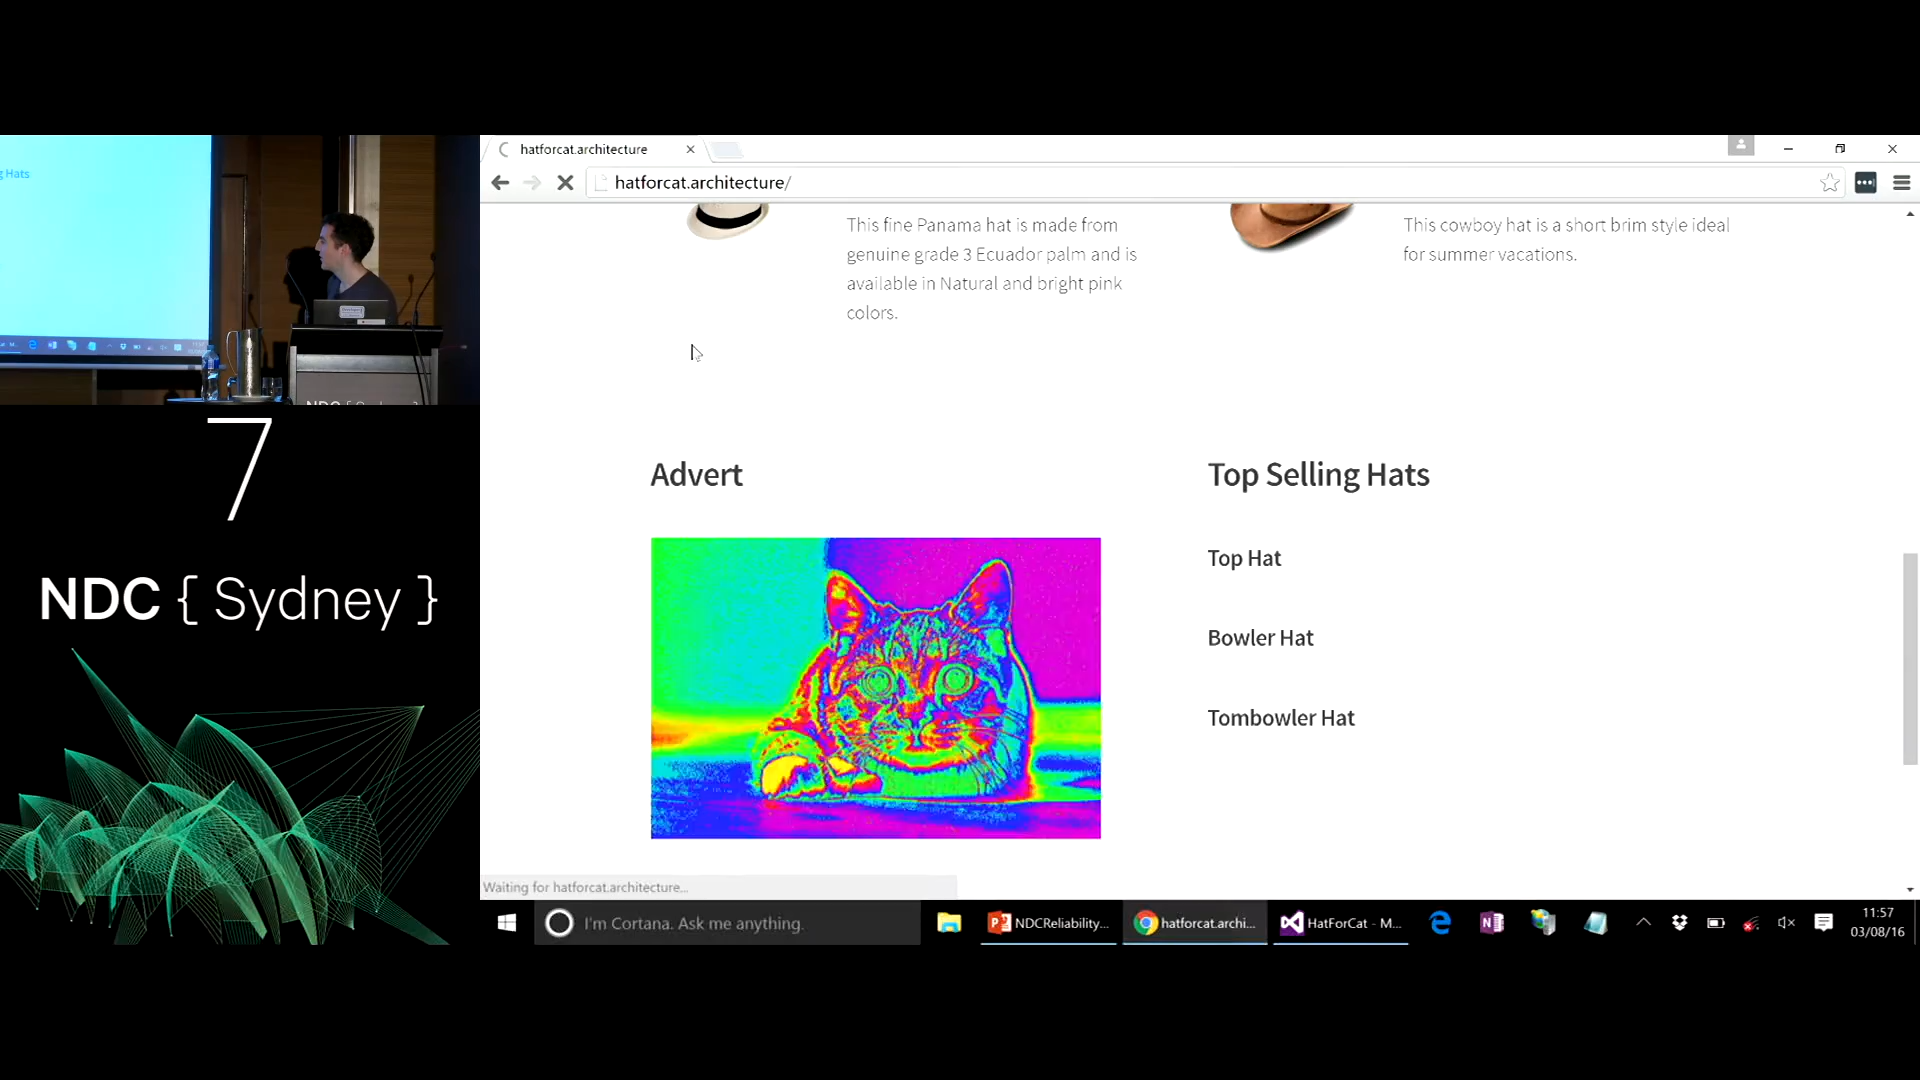 g Hats
7
NDC { Sydney }
hatforcat.architecture
hatforcat.architecture/
This fine Panama hat is made from
genuine grade 3 Ecuador palm and is
available in Natural and bright pink
colors.
This cowboy hat is a short brim style ideal
for summer vacations.
Advert
Top Selling Hats
Top Hat
Bowler Hat
Tombowler Hat
Waiting for hatforcat.architecture...
I'm Cortana. Ask me anything.
NDCReliability...
hatforcat.archi...
HatForCat - M...
11:57
03/08/16